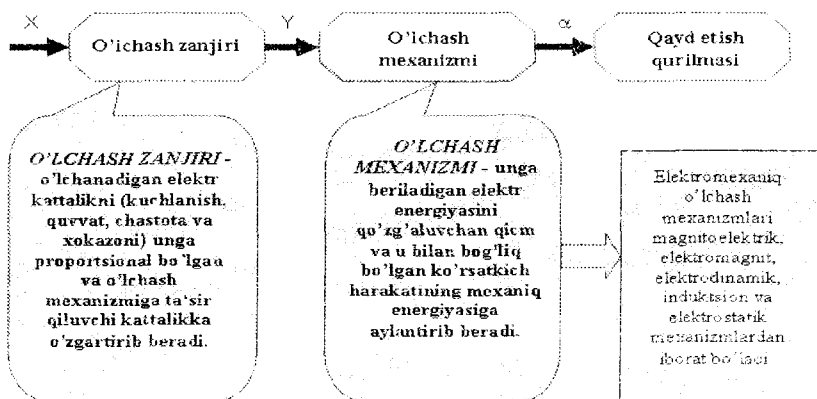 X
O'ichash zanjiri
Y
O'lchash
mexanizmi
α
Qayd etish
qurilmasi
O'LCHASH ZANJIRI -
o'lchanadigan elektr
kattalikni (kuchlanish,
quvvat, chastota va
xokazoni) unga
proportsional bo'lgan
va o'lchash
mexanizmiga ta'sir
qiluvchi kattalikka
o'zgartirib beradi.
O'LCHASH
MEXANIZMI - unga
beriladigan elektr
energiyasini
qo'zg'aluvchan qicm
va u bilan bog'liq
bo'lgan ko'rsatkich
harakatining mexaniq
energiyasiga
aylantirib beradi.
Elektromexaniq
o'lchash
mexanizmlari
magnitoelektrik,
elektromagnit,
elektrodinamik,
induktsion va
elektrostatik
mexanizmlardan
iborat bo'ladi